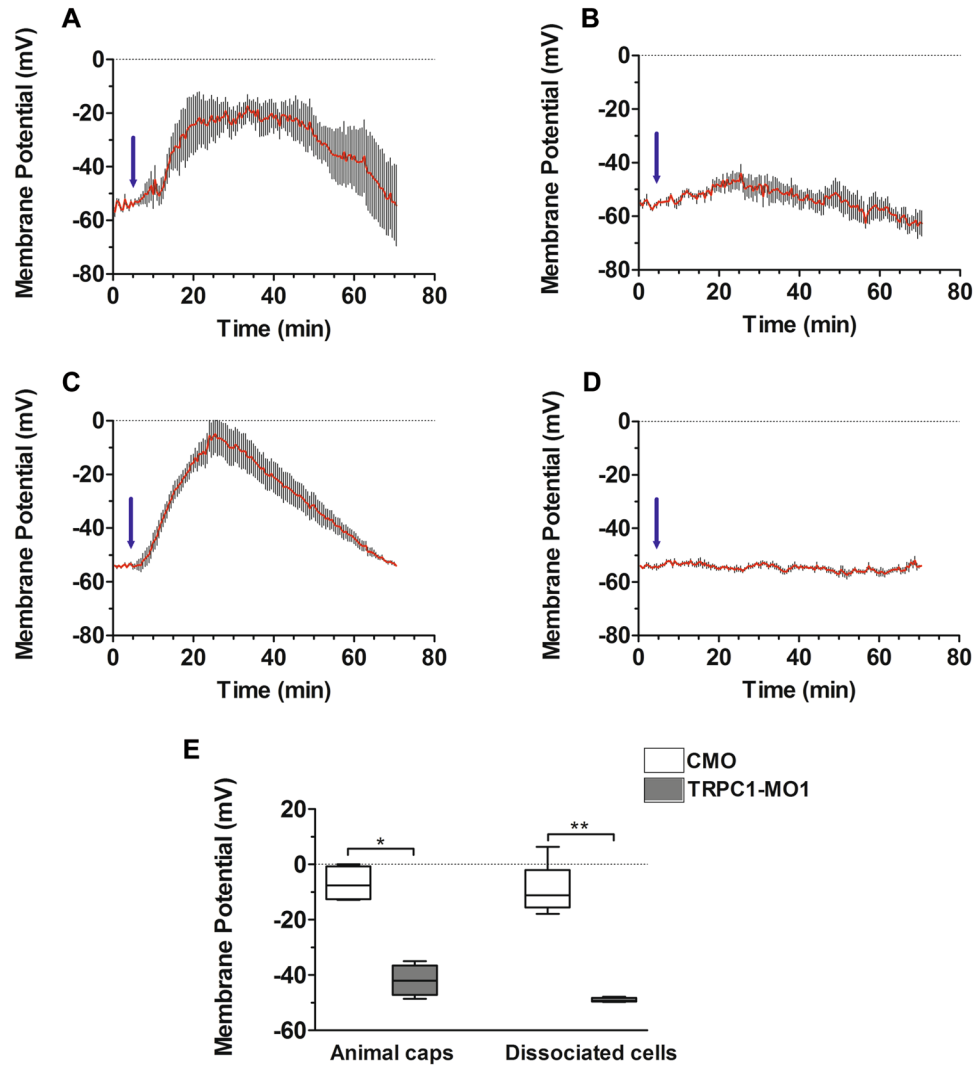 A
Membrane Potential (mV)
0
-20
-40
-60
-80
0 20 40 60 80
Time (min)
B
Membrane Potential (mV)
0
-20
-40
-60
-80
0 20 40 60 80
Time (min)
C
Membrane Potential (mV)
0
-20
-40
-60
-80
0 20 40 60 80
Time (min)
D
Membrane Potential (mV)
0
-20
-40
-60
-80
0 20 40 60 80
Time (min)
E
CMO
TRPC1-MO1
Membrane Potential (mV)
20
0
-20
-40
-60
*
**
Animal caps
Dissociated cells